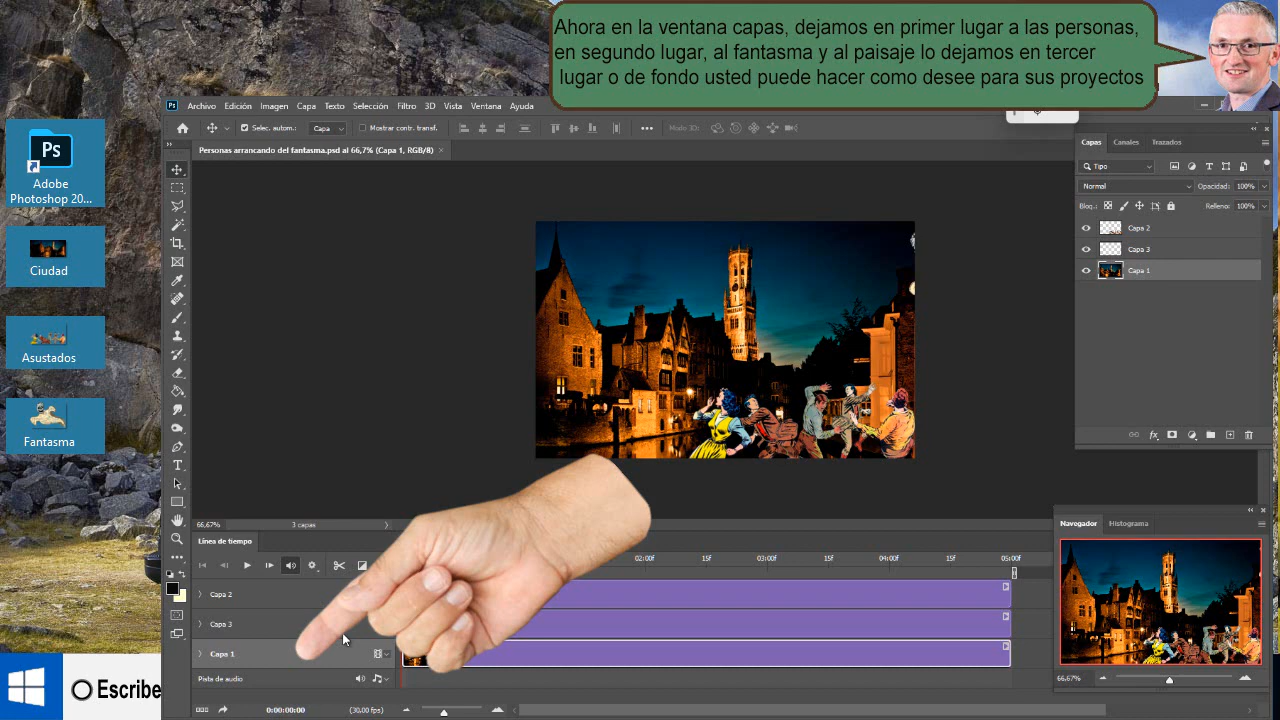 Ahora en la ventana capas, dejamos en primer lugar a las personas,
en segundo lugar, al fantasma y al paisaje lo dejamos en tercer
lugar o de fondo usted puede hacer como desee para sus proyectos
Ps
Archivo Edición Imagen Capa Texto Selección Filtro 3D Vista Ventana Ayuda
Selec. autom.: Capa Mostrar contr. transf. Modo 3D:
Personas arrancando del fantasma.psd al 66,7% (Capa 1, RGB/8) ×
Ps
Adobe
Photoshop 20...
Ciudad
Asustados
Fantasma
Capas Canales Trazados
Tipo
Normal Opacidad: 100%
Bloq.: Relleno: 100%
Capa 2
Capa 3
Capa 1
66,67% 3 capas
Línea de tiempo
02:00f 15f 03:00f 15f 04:00f 15f 05:00f
Capa 2
Capa 3
Capa 1
Pista de audio
0:00:00:00 (30,00 fps)
Navegador Histograma
66,67%
Escribe